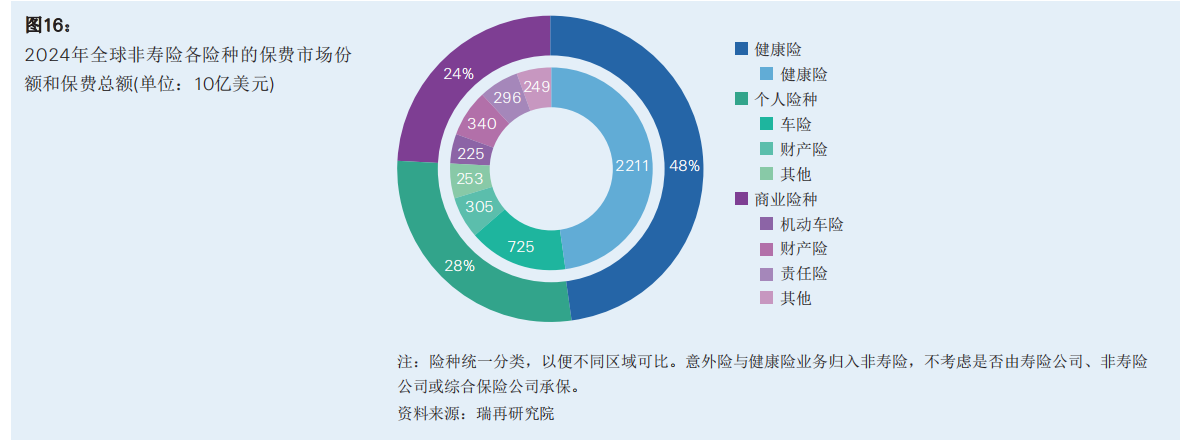 图16：
2024年全球非寿险各险种的保费市场份
额和保费总额(单位：10亿美元)
24%
249
296
340
225
253
305
725
28%
2211
48%
健康险
健康险
个人险种
车险
财产险
其他
商业险种
机动车险
财产险
责任险
其他
注：险种统一分类，以便不同区域可比。意外险与健康险业务归入非寿险，不考虑是否由寿险公司、非寿险
公司或综合保险公司承保。
资料来源：瑞再研究院